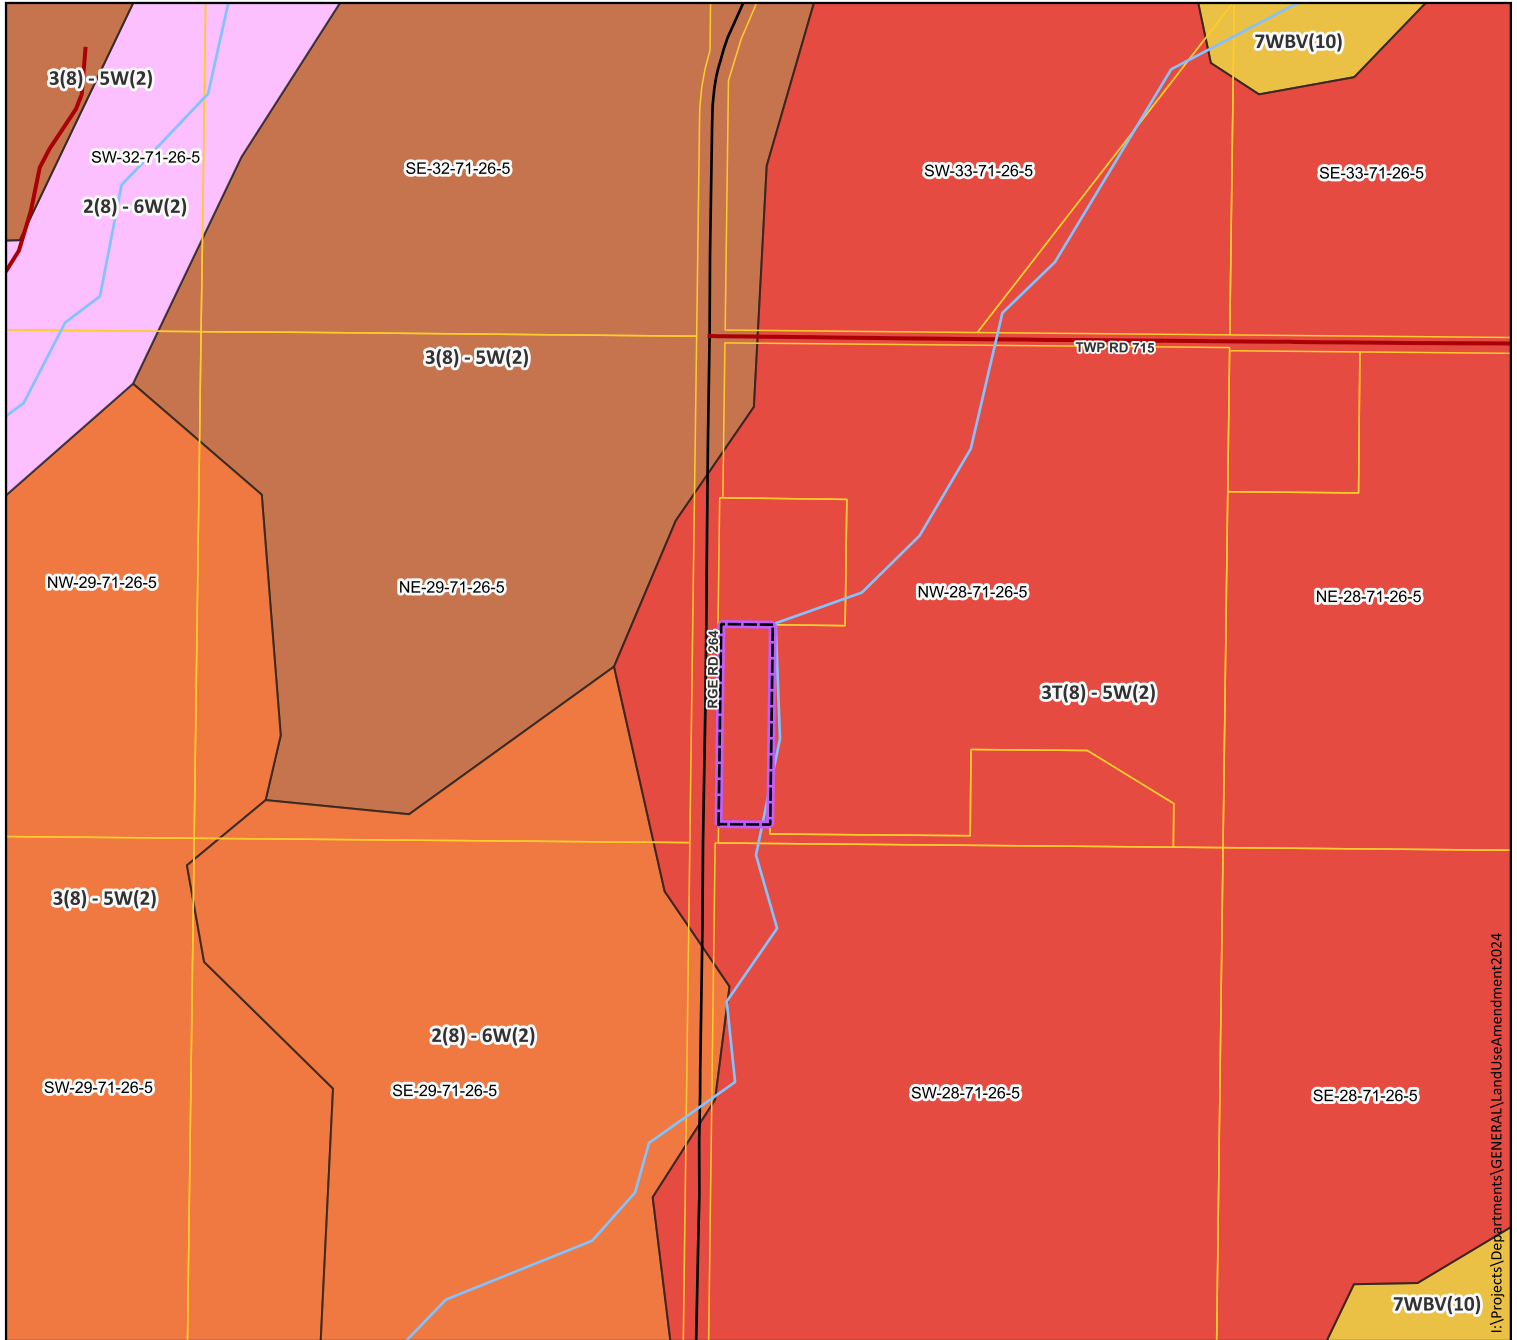 7WBV(10)
3(8) - 5W(2)
SW-32-71-26-5
SE-32-71-26-5
SW-33-71-26-5
SE-33-71-26-5
2(8) - 6W(2)
TWP RD 715
3(8) - 5W(2)
NW-29-71-26-5
NE-29-71-26-5
NW-28-71-26-5
NE-28-71-26-5
RGE RD 264
3T(8) - 5W(2)
3(8) - 5W(2)
2(8) - 6W(2)
SW-29-71-26-5
SE-29-71-26-5
SW-28-71-26-5
SE-28-71-26-5
I:\Projects\Departments\GENERAL\LandUseAmendment2024
7WBV(10)